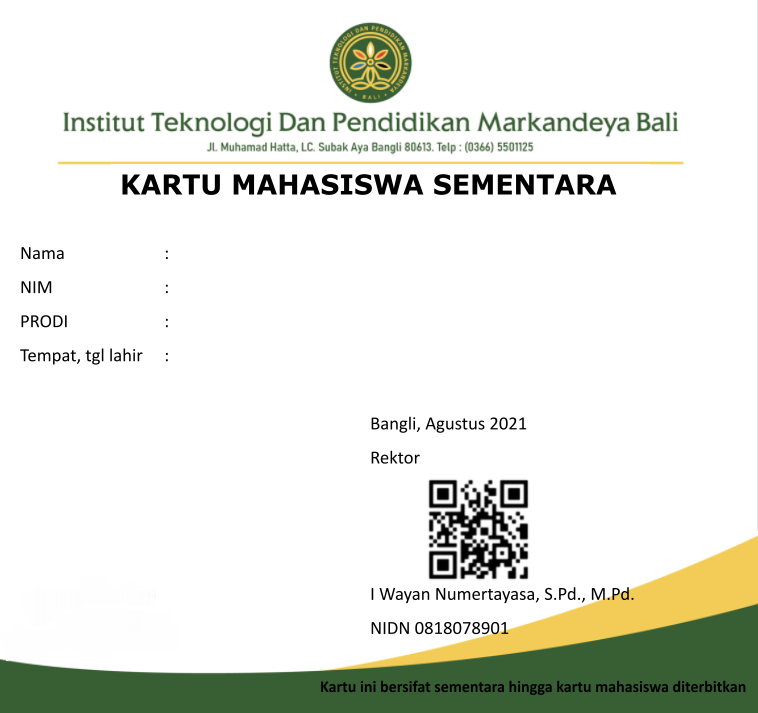 INSTITUT TEKNOLOGI DAN PENDIDIKAN MARKANDEYA
BALI
Institut Teknologi Dan Pendidikan Markandeya Bali
Jl. Muhamad Hatta, LC. Subak Aya Bangli 80613. Telp : (0366) 5501125
KARTU MAHASISWA SEMENTARA
Nama :
NIM :
PRODI :
Tempat, tgl lahir :
Bangli, Agustus 2021
Rektor
I Wayan Numertayasa, S.Pd., M.Pd.
NIDN 0818078901
Kartu ini bersifat sementara hingga kartu mahasiswa diterbitkan